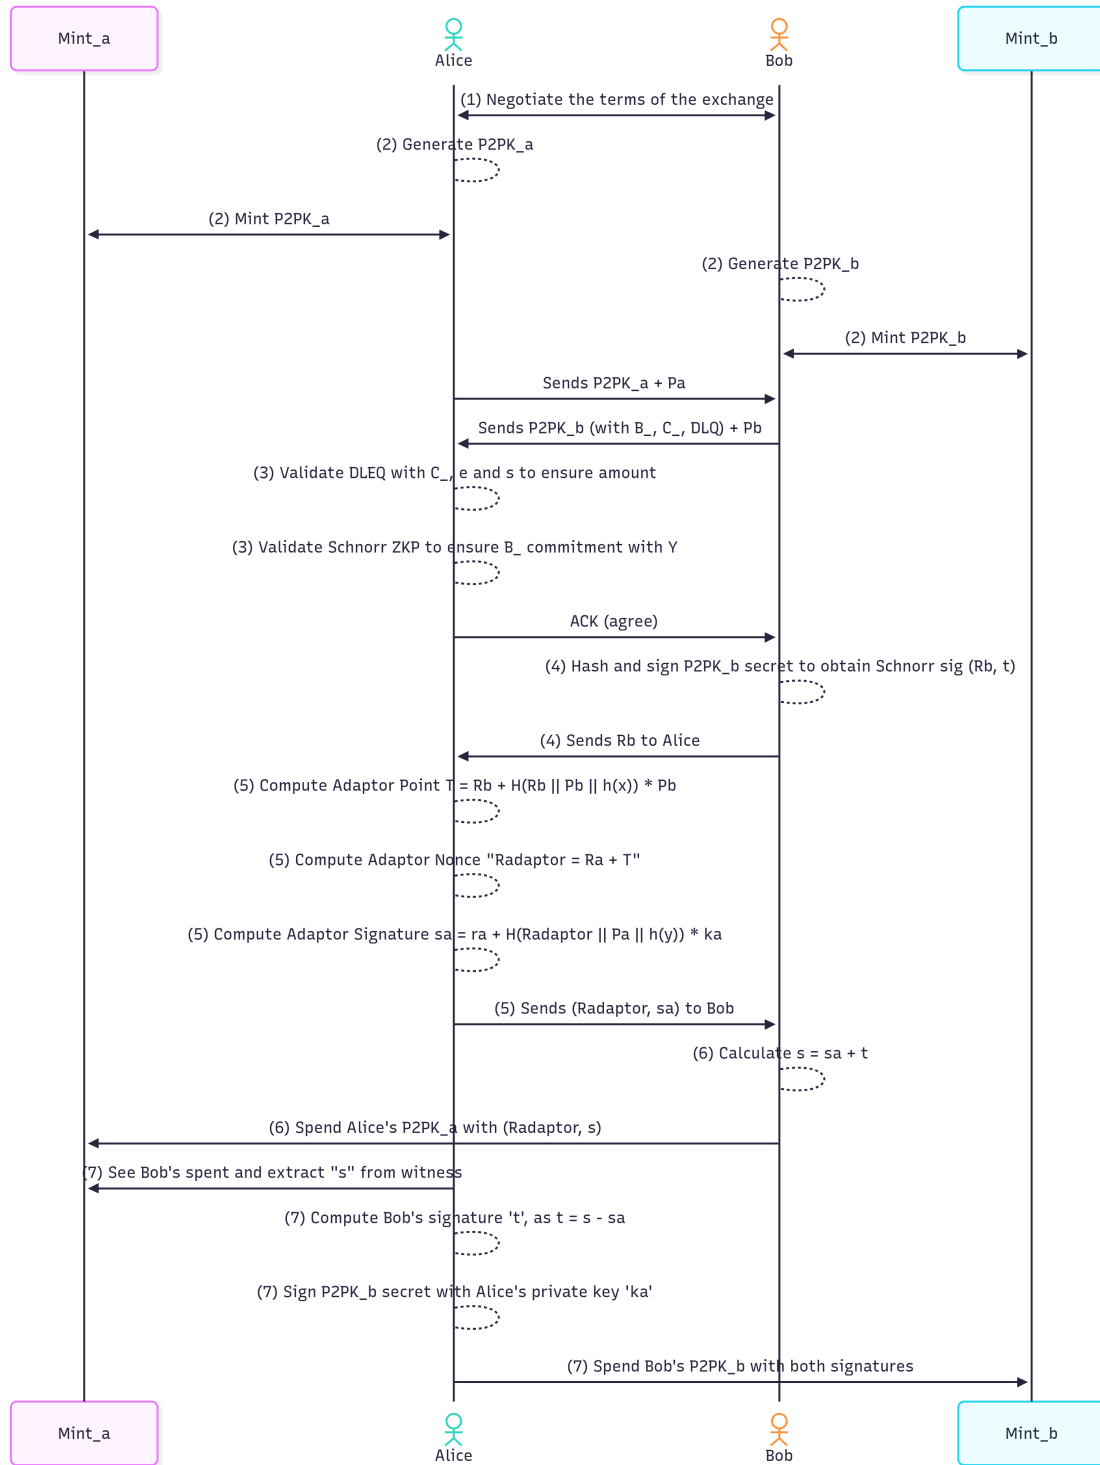 Mint_a
Alice
Bob
Mint_b
(1) Negotiate the terms of the exchange
(2) Generate P2PK_a
(2) Mint P2PK_a
(2) Generate P2PK_b
(2) Mint P2PK_b
Sends P2PK_a + Pa
Sends P2PK_b (with B_, C_, DLQ) + Pb
(3) Validate DLEQ with C_, e and s to ensure amount
(3) Validate Schnorr ZKP to ensure B_ commitment with Y
ACK (agree)
(4) Hash and sign P2PK_b secret to obtain Schnorr sig (Rb, t)
(4) Sends Rb to Alice
(5) Compute Adaptor Point T = Rb + H(Rb || Pb || h(x)) * Pb
(5) Compute Adaptor Nonce "Radaptor = Ra + T"
(5) Compute Adaptor Signature sa = ra + H(Radaptor || Pa || h(y)) * ka
(5) Sends (Radaptor, sa) to Bob
(6) Calculate s = sa + t
(6) Spend Alice's P2PK_a with (Radaptor, s)
(7) See Bob's spent and extract "s" from witness
(7) Compute Bob's signature 't', as t = s - sa
(7) Sign P2PK_b secret with Alice's private key 'ka'
(7) Spend Bob's P2PK_b with both signatures
Mint_a
Alice
Bob
Mint_b